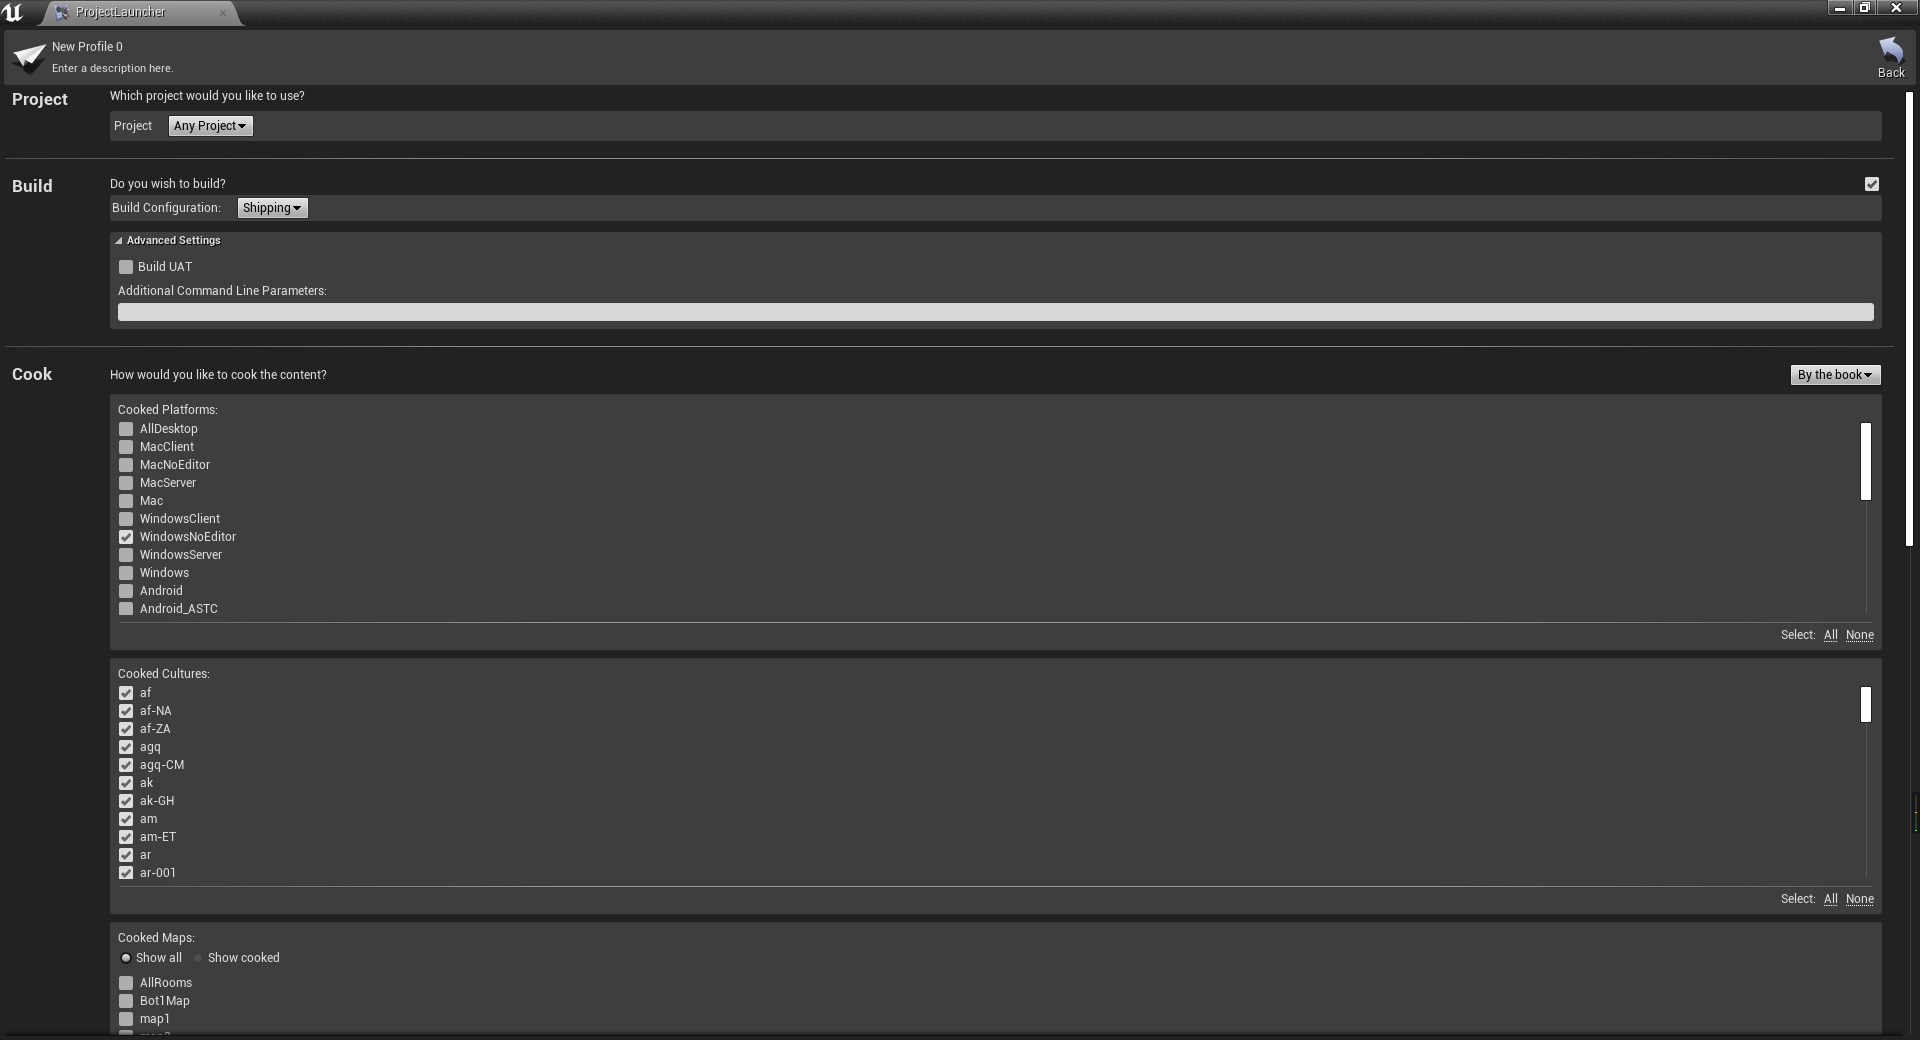 ProjectLauncher
New Profile 0
Enter a description here.
Back
Project
Which project would you like to use?
Project Any Project
Build
Do you wish to build?
Build Configuration: Shipping
Advanced Settings
Build UAT
Additional Command Line Parameters:
Cook
How would you like to cook the content?
By the book
Cooked Platforms:
AllDesktop
MacClient
MacNoEditor
MacServer
Mac
WindowsClient
WindowsNoEditor
WindowsServer
Windows
Android
Android_ASTC
Select: All None
Cooked Cultures:
af
af-NA
af-ZA
agq
agq-CM
ak
ak-GH
am
am-ET
ar
ar-001
Select: All None
Cooked Maps:
Show all Show cooked
AllRooms
Bot1Map
map1